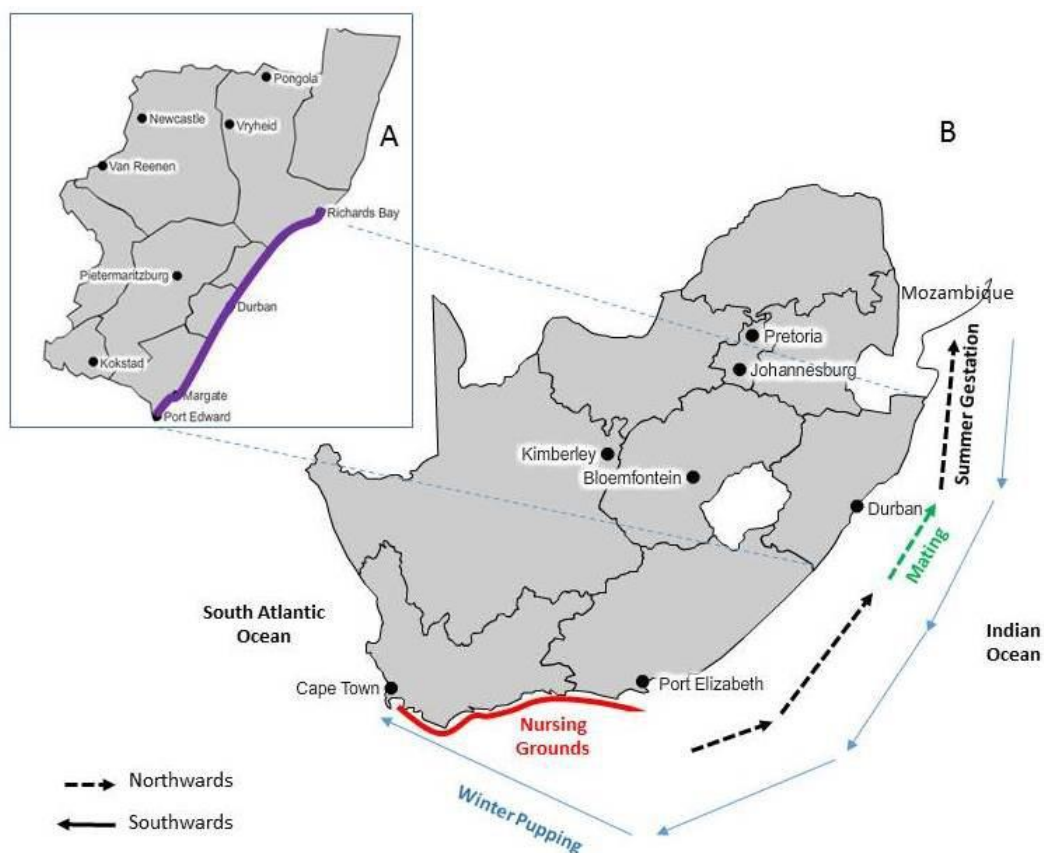 A
Pongola
Newcastle
Vryheid
Van Reenen
Richards Bay
Pietermaritzburg
Durban
Kokstad
Margate
Port Edward
B
Mozambique
Pretoria
Johannesburg
Summer Gestation
Kimberley
Bloemfontein
Durban
Mating
South Atlantic
Ocean
Indian
Ocean
Cape Town
Port Elizabeth
Nursing
Grounds
Winter Pupping
Northwards
Southwards